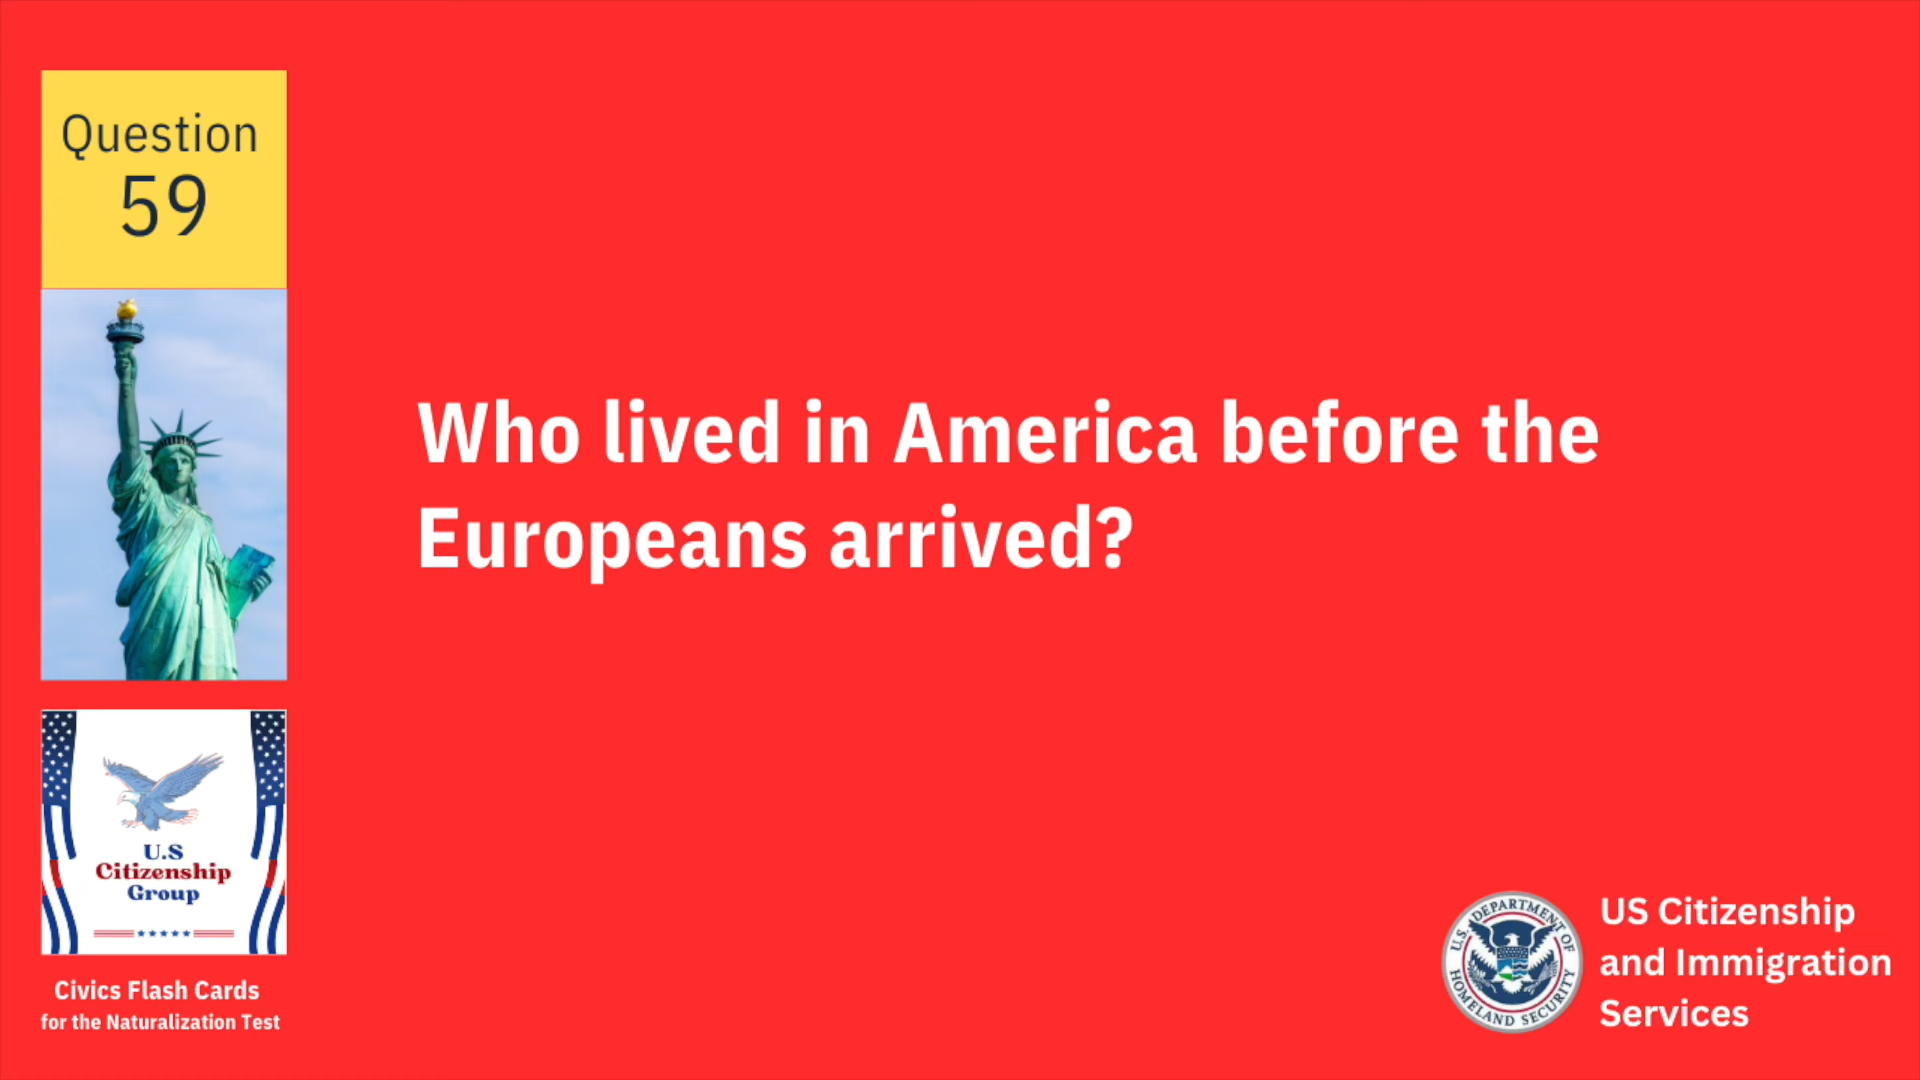 Question
59
Who lived in America before the
Europeans arrived?
U.S
Citizenship
Group
Civics Flash Cards
for the Naturalization Test
U.S. DEPARTMENT OF
HOMELAND SECURITY
US Citizenship
and Immigration
Services